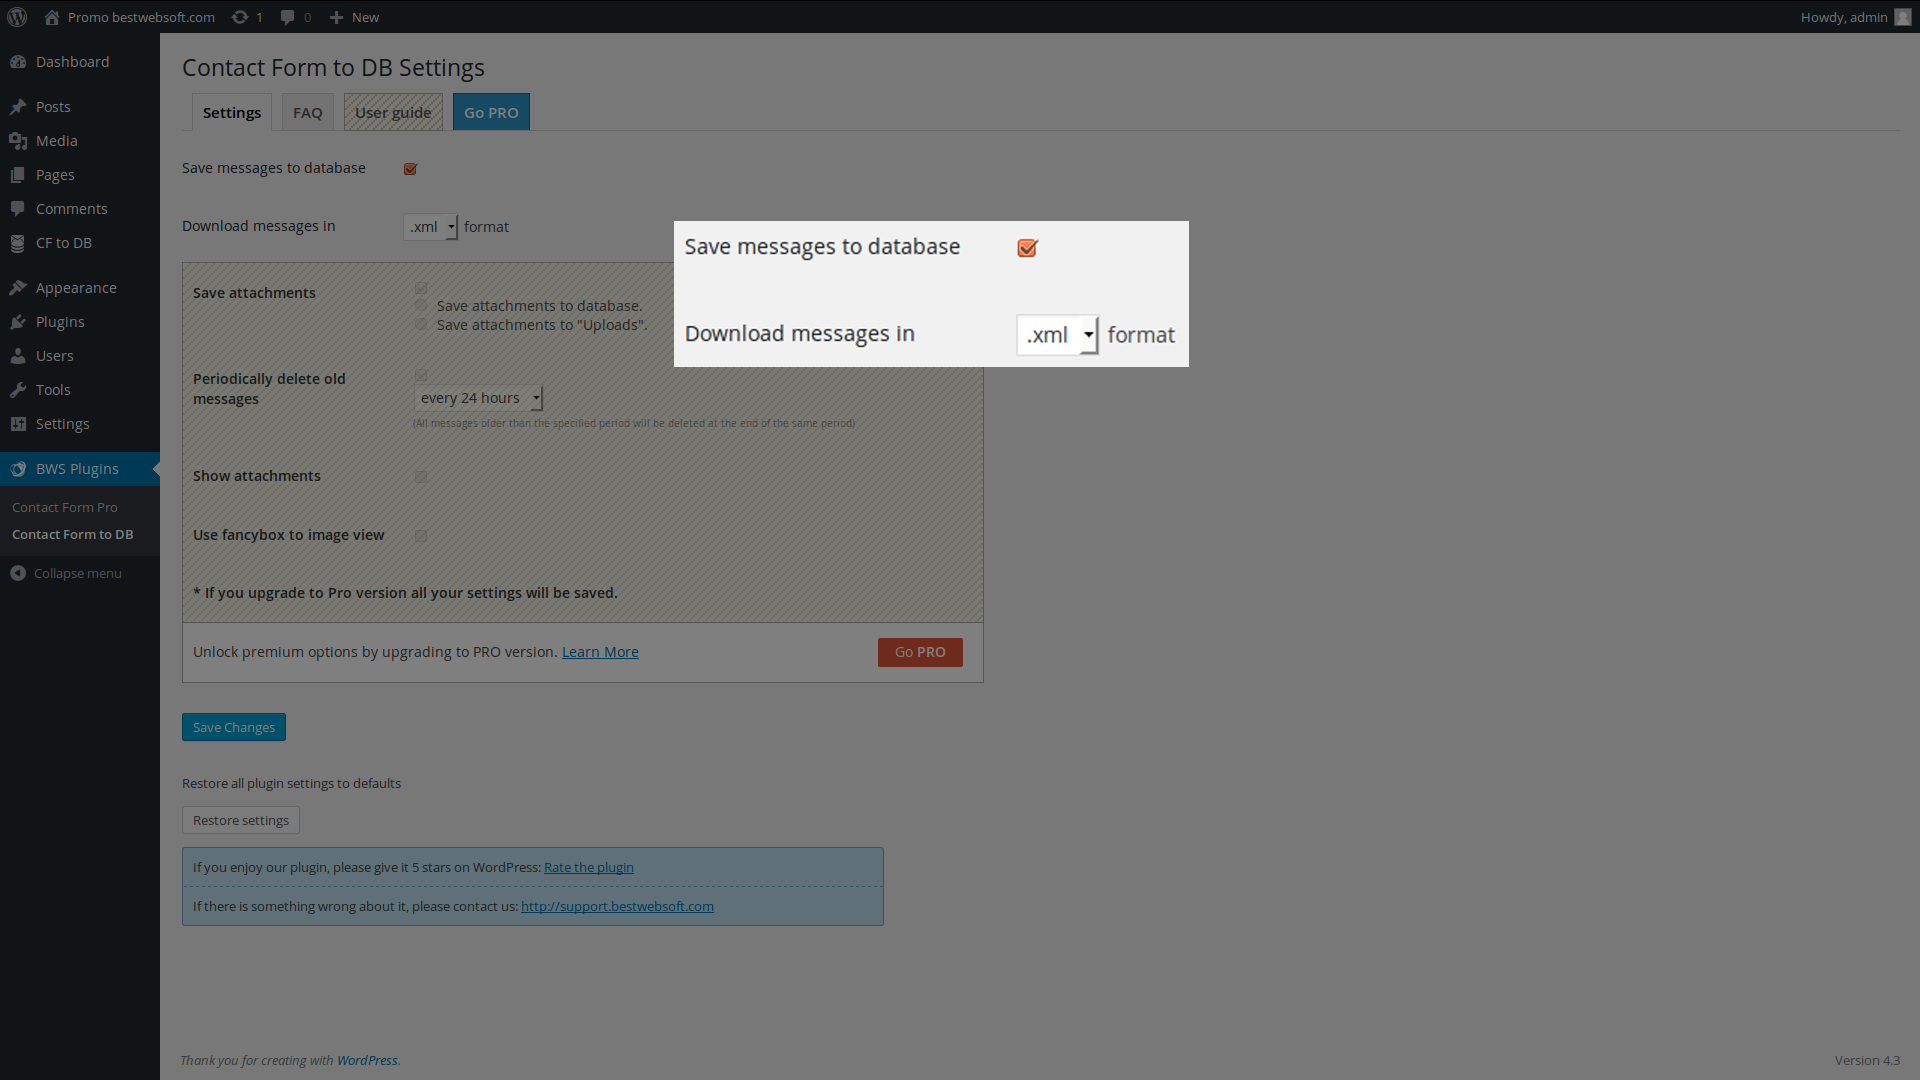 Promo bestwebsoft.com 1 0 New Howdy, admin
Dashboard
Posts
Media
Pages
Comments
CF to DB
Appearance
Plugins
Users
Tools
Settings
BWS Plugins
Contact Form Pro
Contact Form to DB
Collapse menu
Contact Form to DB Settings
Settings FAQ User guide Go PRO
Save messages to database
Download messages in .xml format
Save messages to database
Download messages in .xml format
Save attachments
Save attachments to database.
Save attachments to "Uploads".
Periodically delete old
messages
every 24 hours
(All messages older than the specified period will be deleted at the end of the same period)
Show attachments
Use fancybox to image view
* If you upgrade to Pro version all your settings will be saved.
Unlock premium options by upgrading to PRO version. Learn More Go PRO
Save Changes
Restore all plugin settings to defaults
Restore settings
If you enjoy our plugin, please give it 5 stars on WordPress: Rate the plugin
If there is something wrong about it, please contact us: http://support.bestwebsoft.com
Thank you for creating with WordPress. Version 4.3